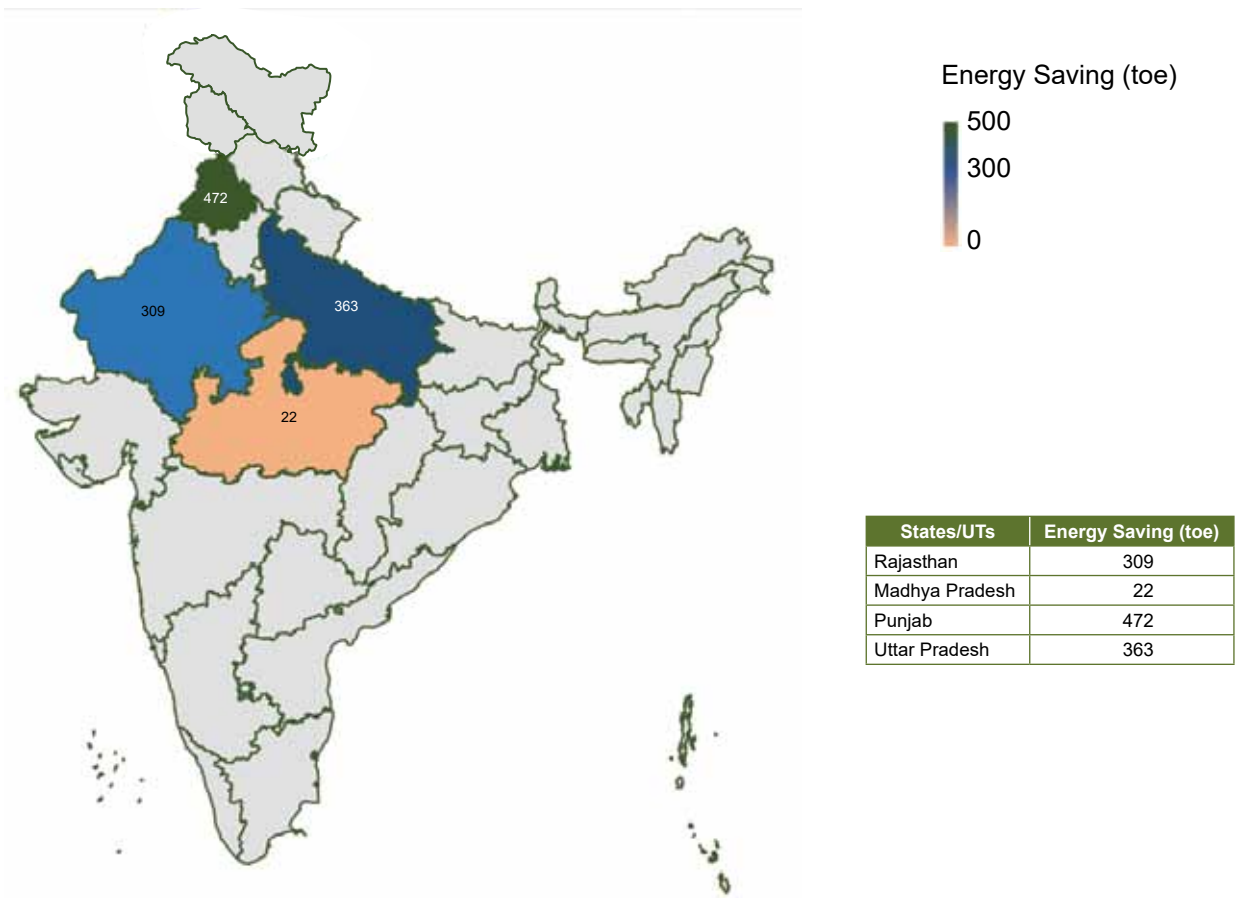 Energy Saving (toe)
500
300
0
472
309
363
22
States/UTs Energy Saving (toe)
Rajasthan 309
Madhya Pradesh 22
Punjab 472
Uttar Pradesh 363